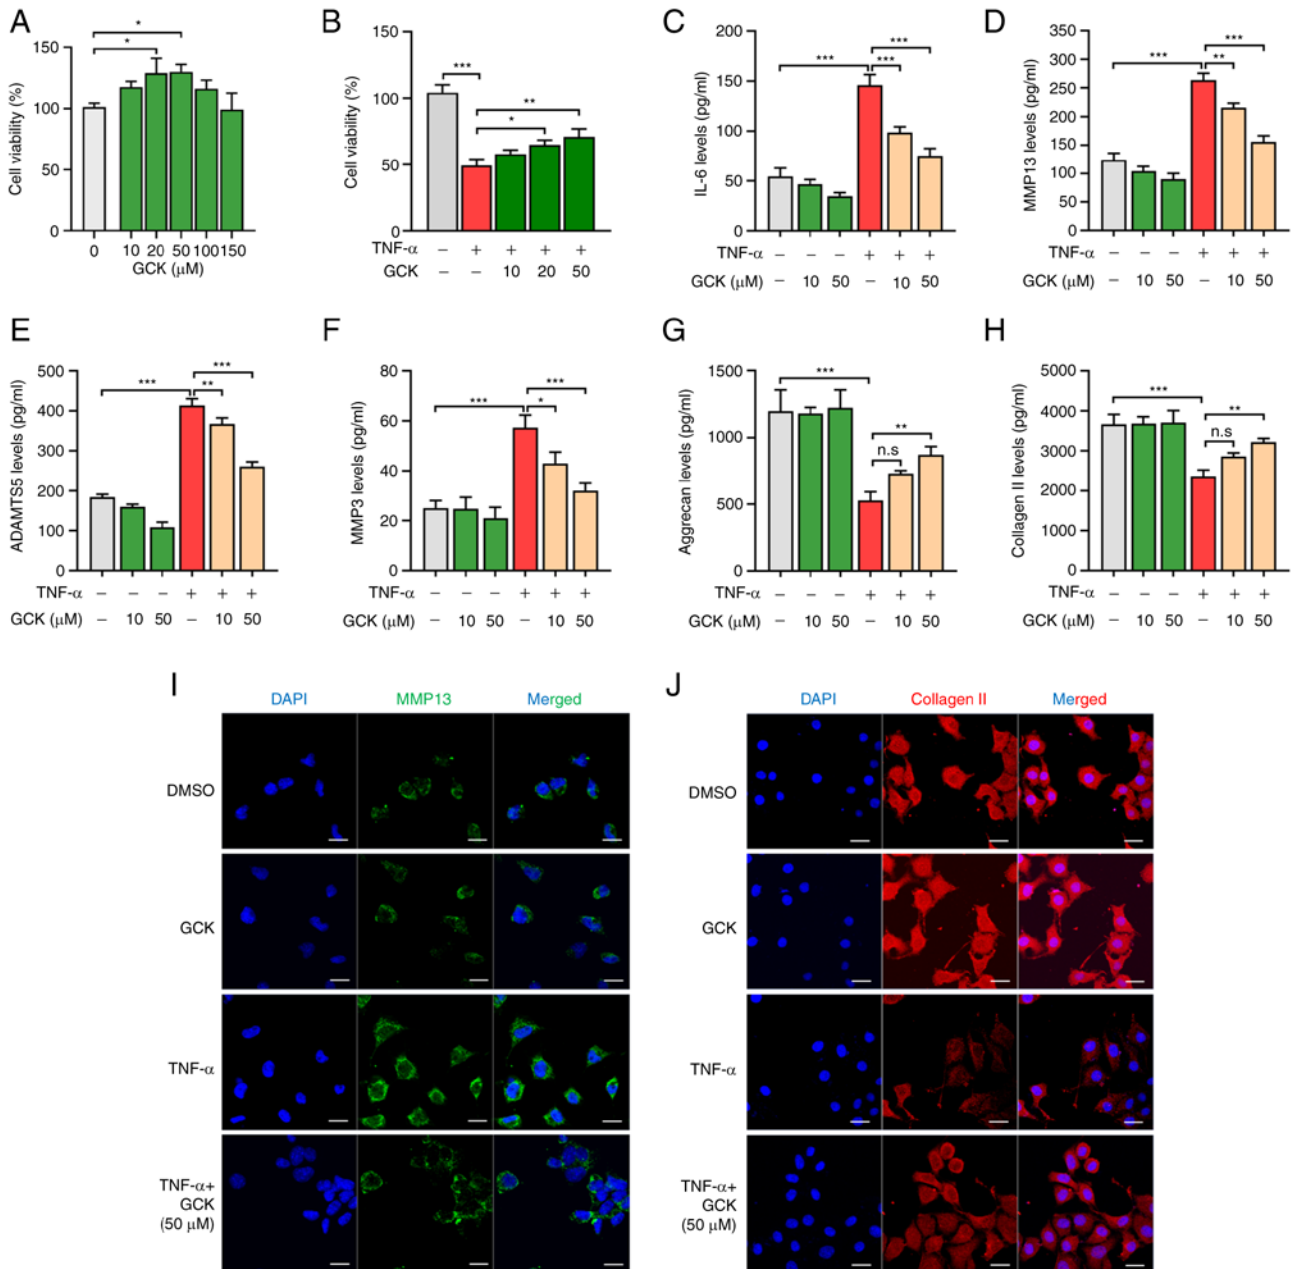 A
Cell viability (%)
150
100
50
0
* *
0 10 20 50 100 150
GCK (μM)
B
Cell viability (%)
150
100
50
0
*** ** *
TNF-α − + + + +
GCK − − 10 20 50
C
IL-6 levels (pg/ml)
200
150
100
50
0
*** *** ***
TNF-α − − − + + +
GCK (μM) − 10 50 − 10 50
D
MMP13 levels (pg/ml)
350
300
250
200
150
100
50
0
*** *** **
TNF-α − − − + + +
GCK (μM) − 10 50 − 10 50
E
ADAMTS5 levels (pg/ml)
500
400
300
200
100
0
*** *** **
TNF-α − − − + + +
GCK (μM) − 10 50 − 10 50
F
MMP3 levels (pg/ml)
80
60
40
20
0
*** *** *
TNF-α − − − + + +
GCK (μM) − 10 50 − 10 50
G
Aggrecan levels (pg/ml)
1500
1000
500
0
*** ** n.s
TNF-α − − − + + +
GCK (μM) − 10 50 − 10 50
H
Collagen II levels (pg/ml)
5000
4000
3000
2000
1000
0
*** ** n.s
TNF-α − − − + + +
GCK (μM) − 10 50 − 10 50
I
DAPI MMP13 Merged
DMSO
GCK
TNF-α
TNF-α+
GCK
(50 μM)
J
DAPI Collagen II Merged
DMSO
GCK
TNF-α
TNF-α+
GCK
(50 μM)